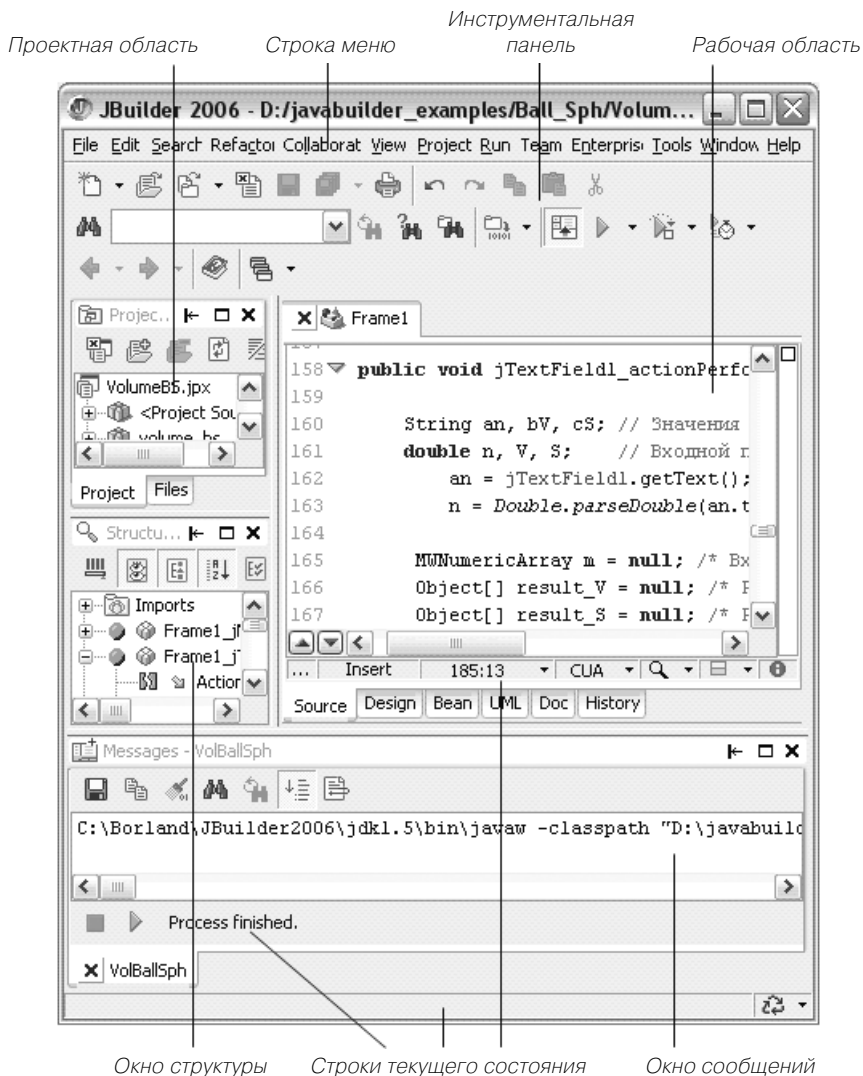 Инструментальная
Проектная область Строка меню панель Рабочая область
JBuilder 2006 - D:/javabuilder_examples/Ball_Sph/Volum...
File Edit Search Refactor Collaborat View Project Run Team Enterpris Tools Window Help
Projec...
VolumeBS.jpx
<Project Sou
volume_bs
Project Files
Frame1
158 public void jTextField1_actionPerfo
159
160 String an, bV, cS; // Значения
161 double n, V, S; // Входной п
162 an = jTextField1.getText();
163 n = Double.parseDouble(an.t
164
165 MWNumericArray m = null; /* Вх
166 Object[] result_V = null; /* Р
167 Object[] result_S = null; /* Р
... Insert 185:13 CUA
Source Design Bean UML Doc History
Structu...
Imports
Frame1_jM
Frame1_jT
Action
Messages - VolBallSph
C:\Borland\JBuilder2006\jdk1.5\bin\javaw -classpath "D:\javabuild
Process finished.
VolBallSph
Окно структуры Строки текущего состояния Окно сообщений